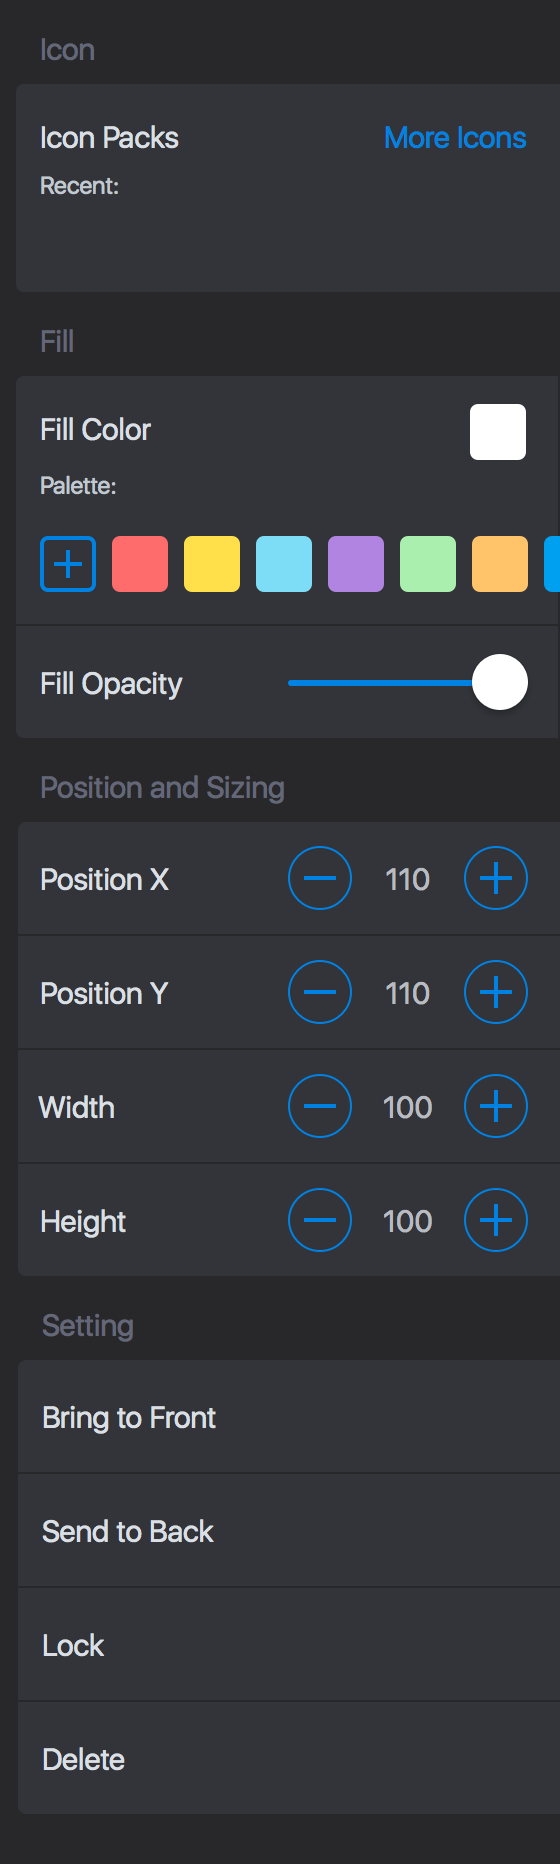 Icon
Icon Packs More Icons
Recent:
Fill
Fill Color
Palette:
Fill Opacity
Position and Sizing
Position X 110
Position Y 110
Width 100
Height 100
Setting
Bring to Front
Send to Back
Lock
Delete